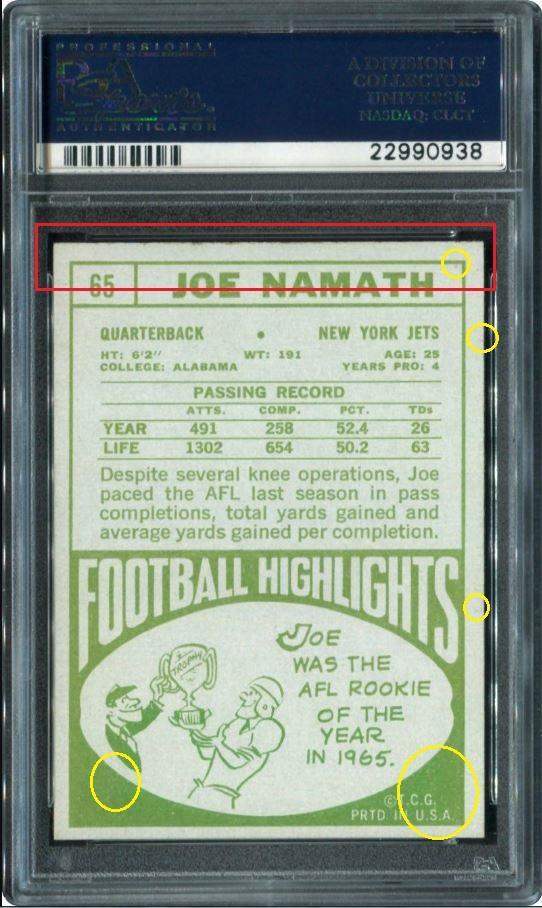 PROFESSIONAL
PSA
AUTHENTICATOR
A DIVISION OF
COLLECTORS
UNIVERSE
NASDAQ: CLCT
22990938
65 JOE NAMATH
QUARTERBACK • NEW YORK JETS
HT: 6'2" WT: 191 AGE: 25
COLLEGE: ALABAMA YEARS PRO: 4
PASSING RECORD
ATTS. COMP. PCT. TDs
YEAR 491 258 52.4 26
LIFE 1302 654 50.2 63
Despite several knee operations, Joe
paced the AFL last season in pass
completions, total yards gained and
average yards gained per completion.
FOOTBALL HIGHLIGHTS
TROPHY
JOE
WAS THE
AFL ROOKIE
OF THE
YEAR
IN 1965.
©T.C.G.
PRTD IN U.S.A.
PSA